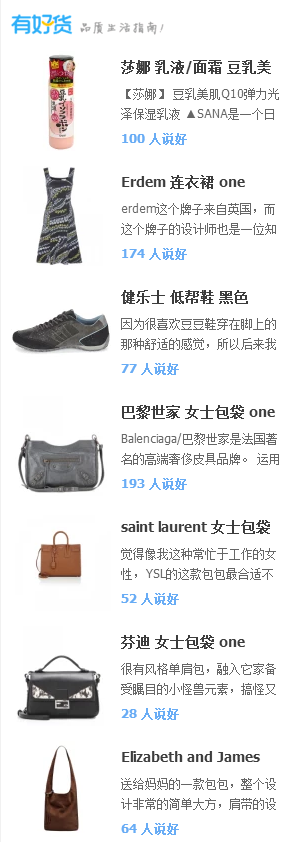 有好货 品质生活指南/
莎娜 乳液/面霜 豆乳美
【莎娜】 豆乳美肌Q10弹力光
泽保湿乳液 ▲SANA是一个日
100 人说好
Erdem 连衣裙 one
erdem这个牌子来自英国，而
这个牌子的设计师也是一位知
174 人说好
健乐士 低帮鞋 黑色
因为很喜欢豆豆鞋穿在脚上的
那种舒适的感觉，所以后来我
77 人说好
巴黎世家 女士包袋 one
Balenciaga/巴黎世家是法国著
名的高端奢侈皮具品牌。 运用
193 人说好
saint laurent 女士包袋
觉得像我这种常忙于工作的女
性，YSL的这款包包最合适不
52 人说好
芬迪 女士包袋 one
很有风格单肩包，融入它家备
受瞩目的小怪兽元素，搞怪又
28 人说好
Elizabeth and James
送给妈妈的一款包包，整个设
计非常的简单大方，肩带的设
64 人说好